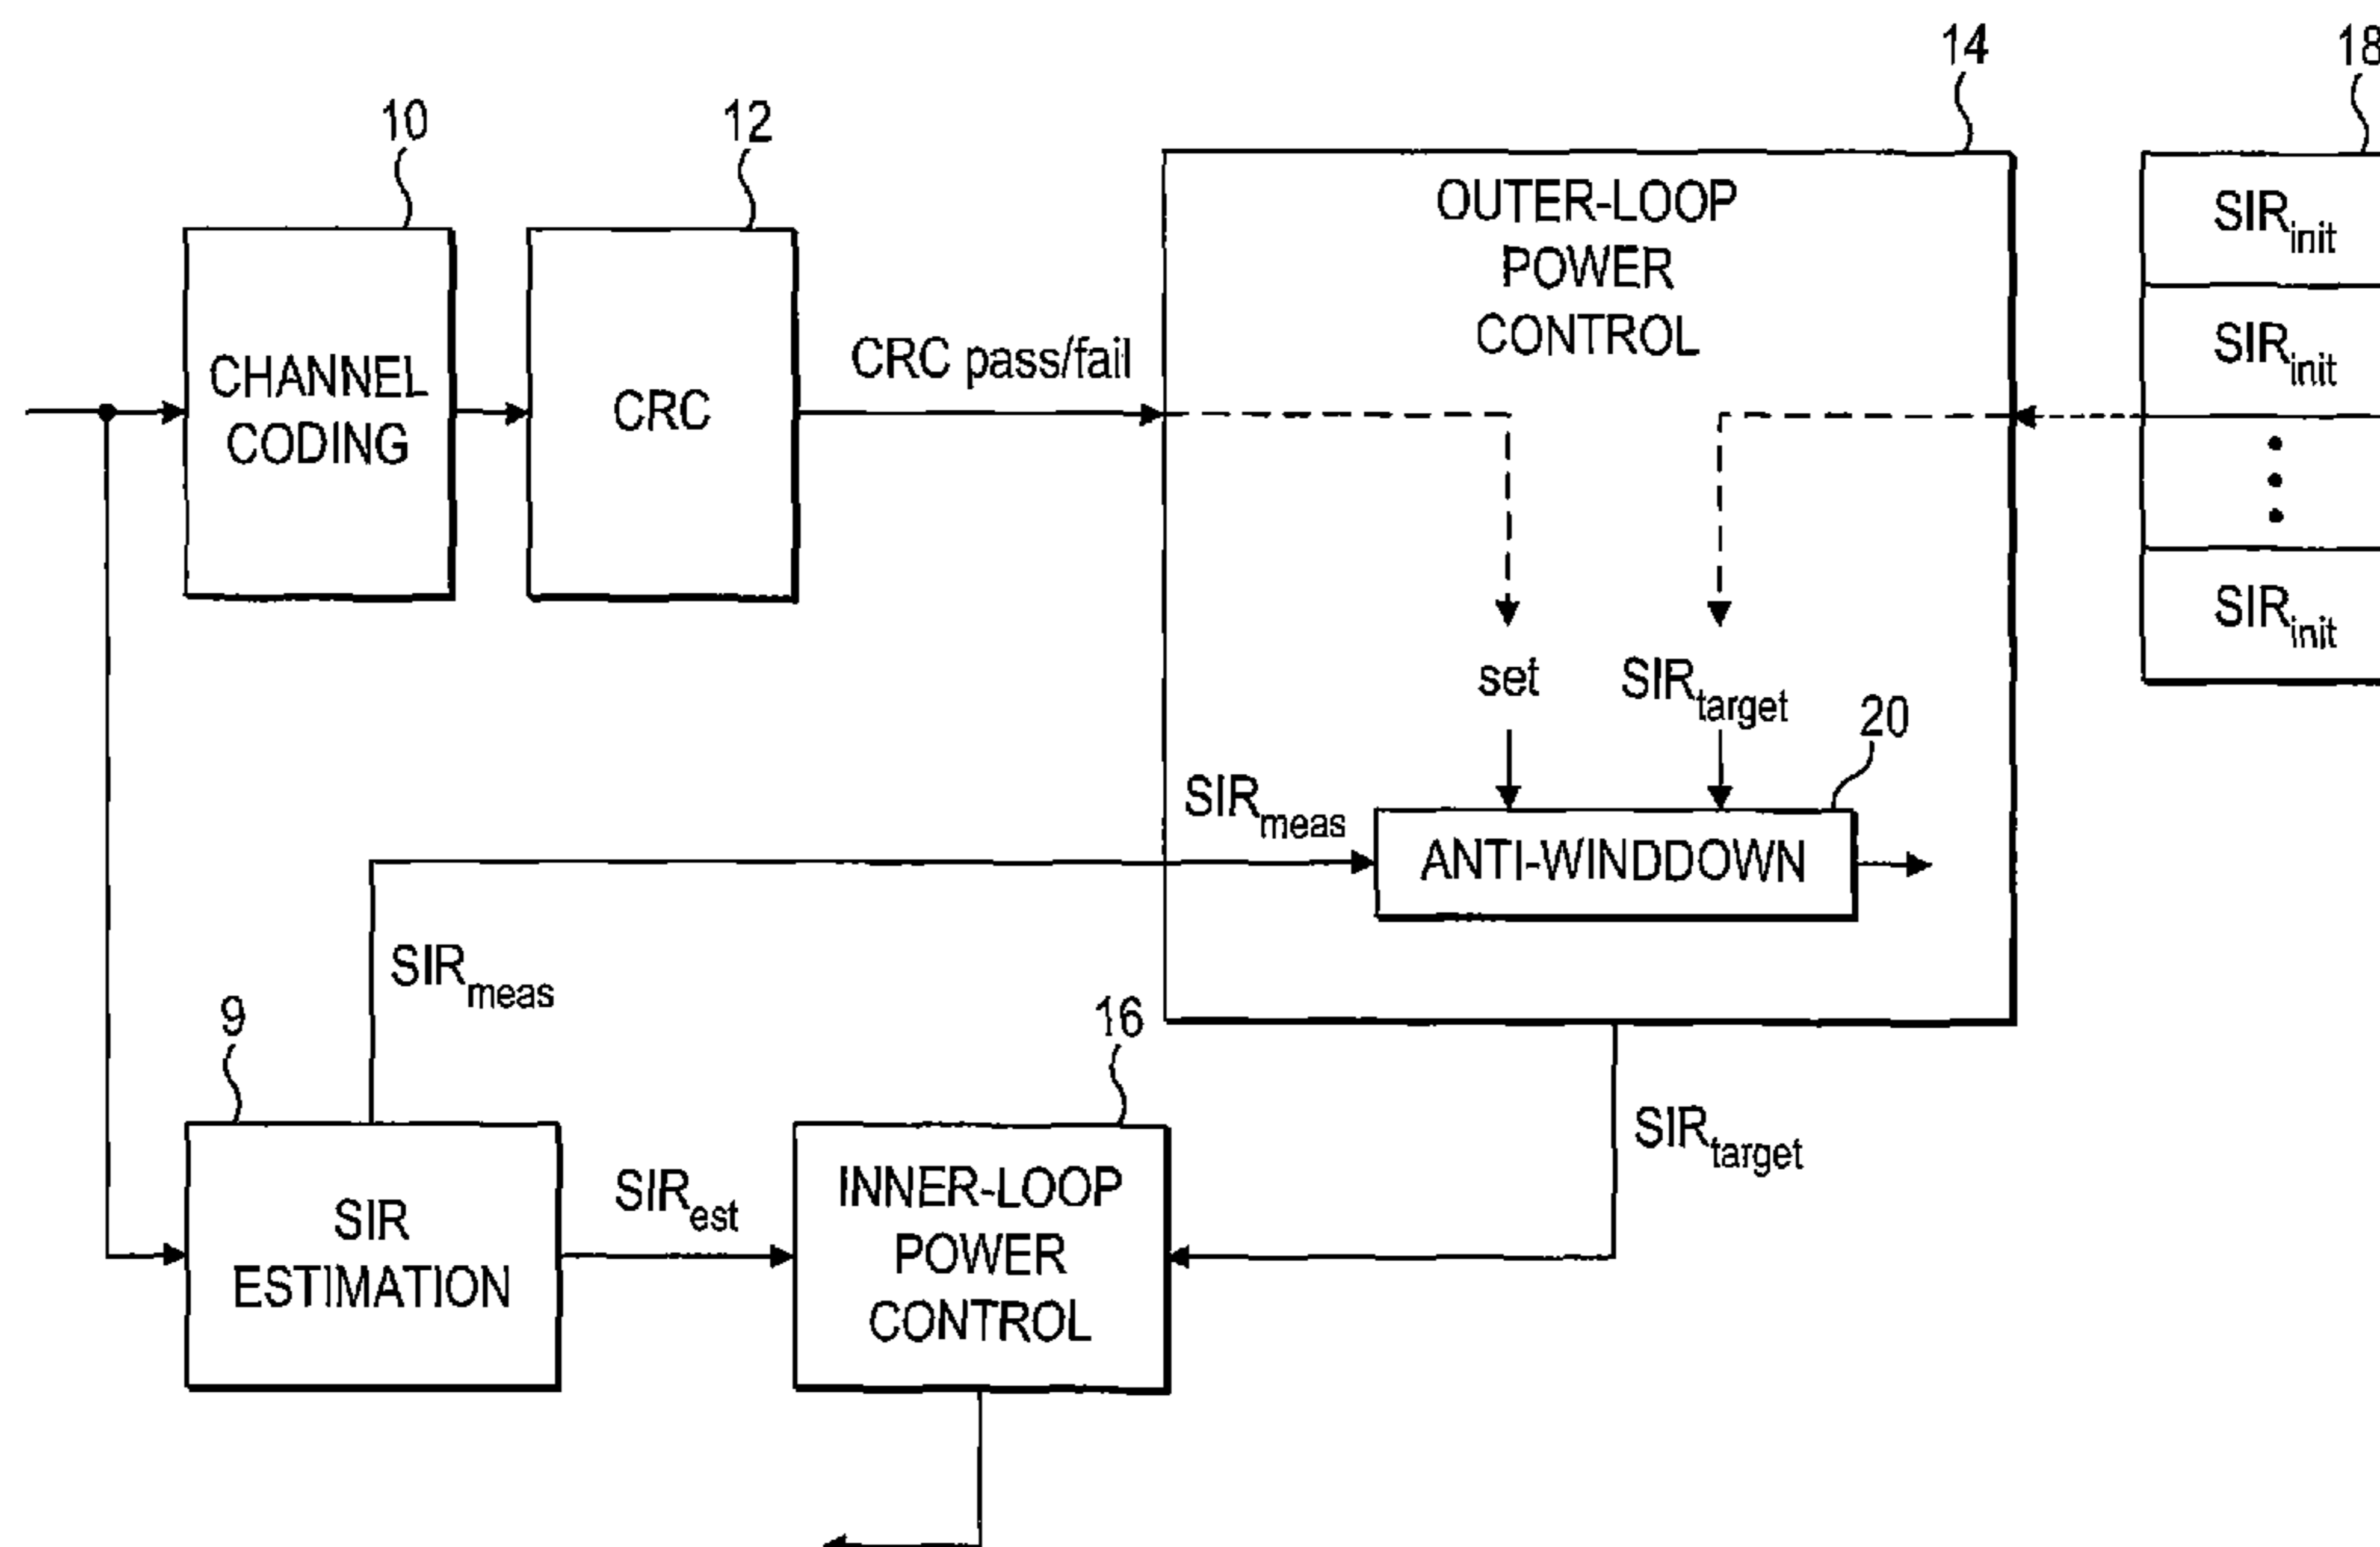 14
18
10
12
OUTER-LOOP
POWER
CONTROL
SIRinit
SIRinit
CHANNEL
CODING
CRC
CRC pass/fail
SIRinit
set
SIRtarget
20
SIRmeas
ANTI-WINDDOWN
SIRmeas
9
16
SIRtarget
SIR
ESTIMATION
SIRest
INNER-LOOP
POWER
CONTROL